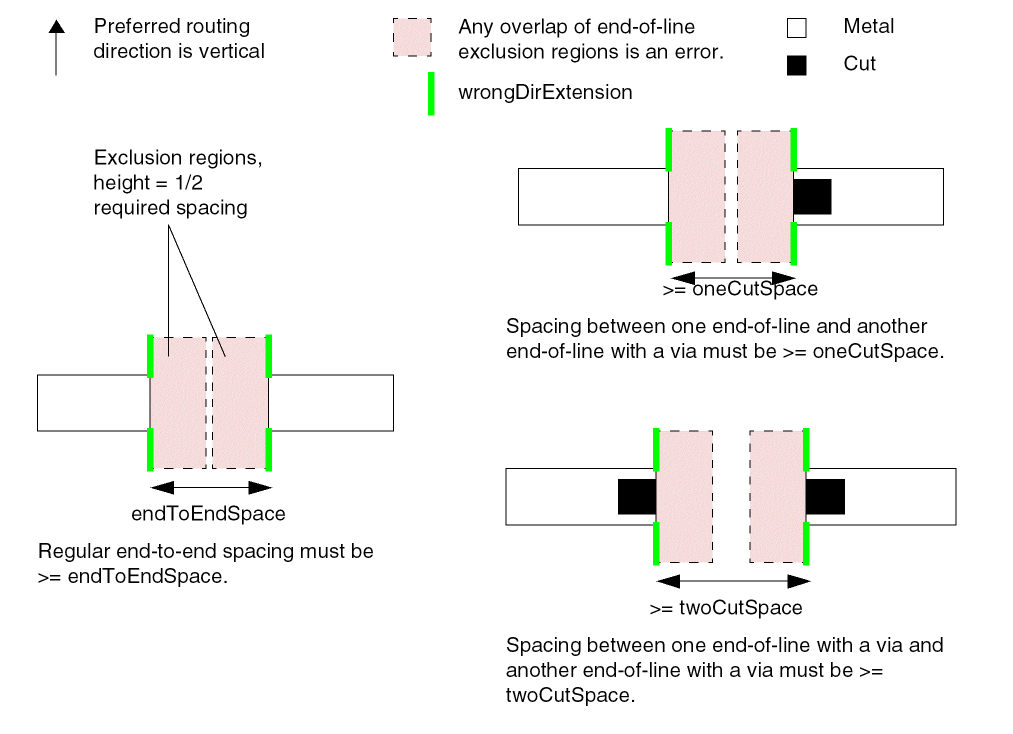 Preferred routing
direction is vertical
Any overlap of end-of-line
exclusion regions is an error.
wrongDirExtension
Metal
Cut
Exclusion regions,
height = 1/2
required spacing
endToEndSpace
Regular end-to-end spacing must be
>= endToEndSpace.
>= oneCutSpace
Spacing between one end-of-line and another
end-of-line with a via must be >= oneCutSpace.
>= twoCutSpace
Spacing between one end-of-line with a via and
another end-of-line with a via must be >=
twoCutSpace.